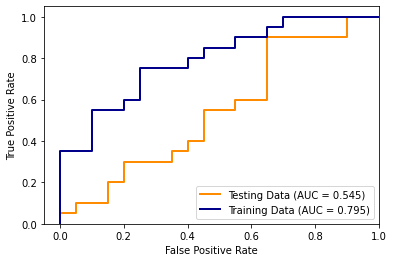 1.0
0.8
0.6
0.4
0.2
0.0
True Positive Rate
Testing Data (AUC = 0.545)
Training Data (AUC = 0.795)
0.0 0.2 0.4 0.6 0.8 1.0
False Positive Rate